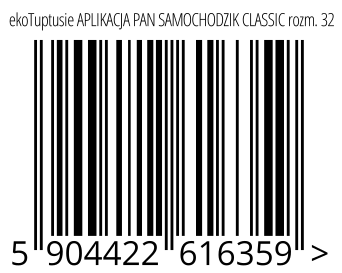 ekoTuptusie APLIKACJA PAN SAMOCHODZIK CLASSIC rozm. 32
5 904422 616359 >